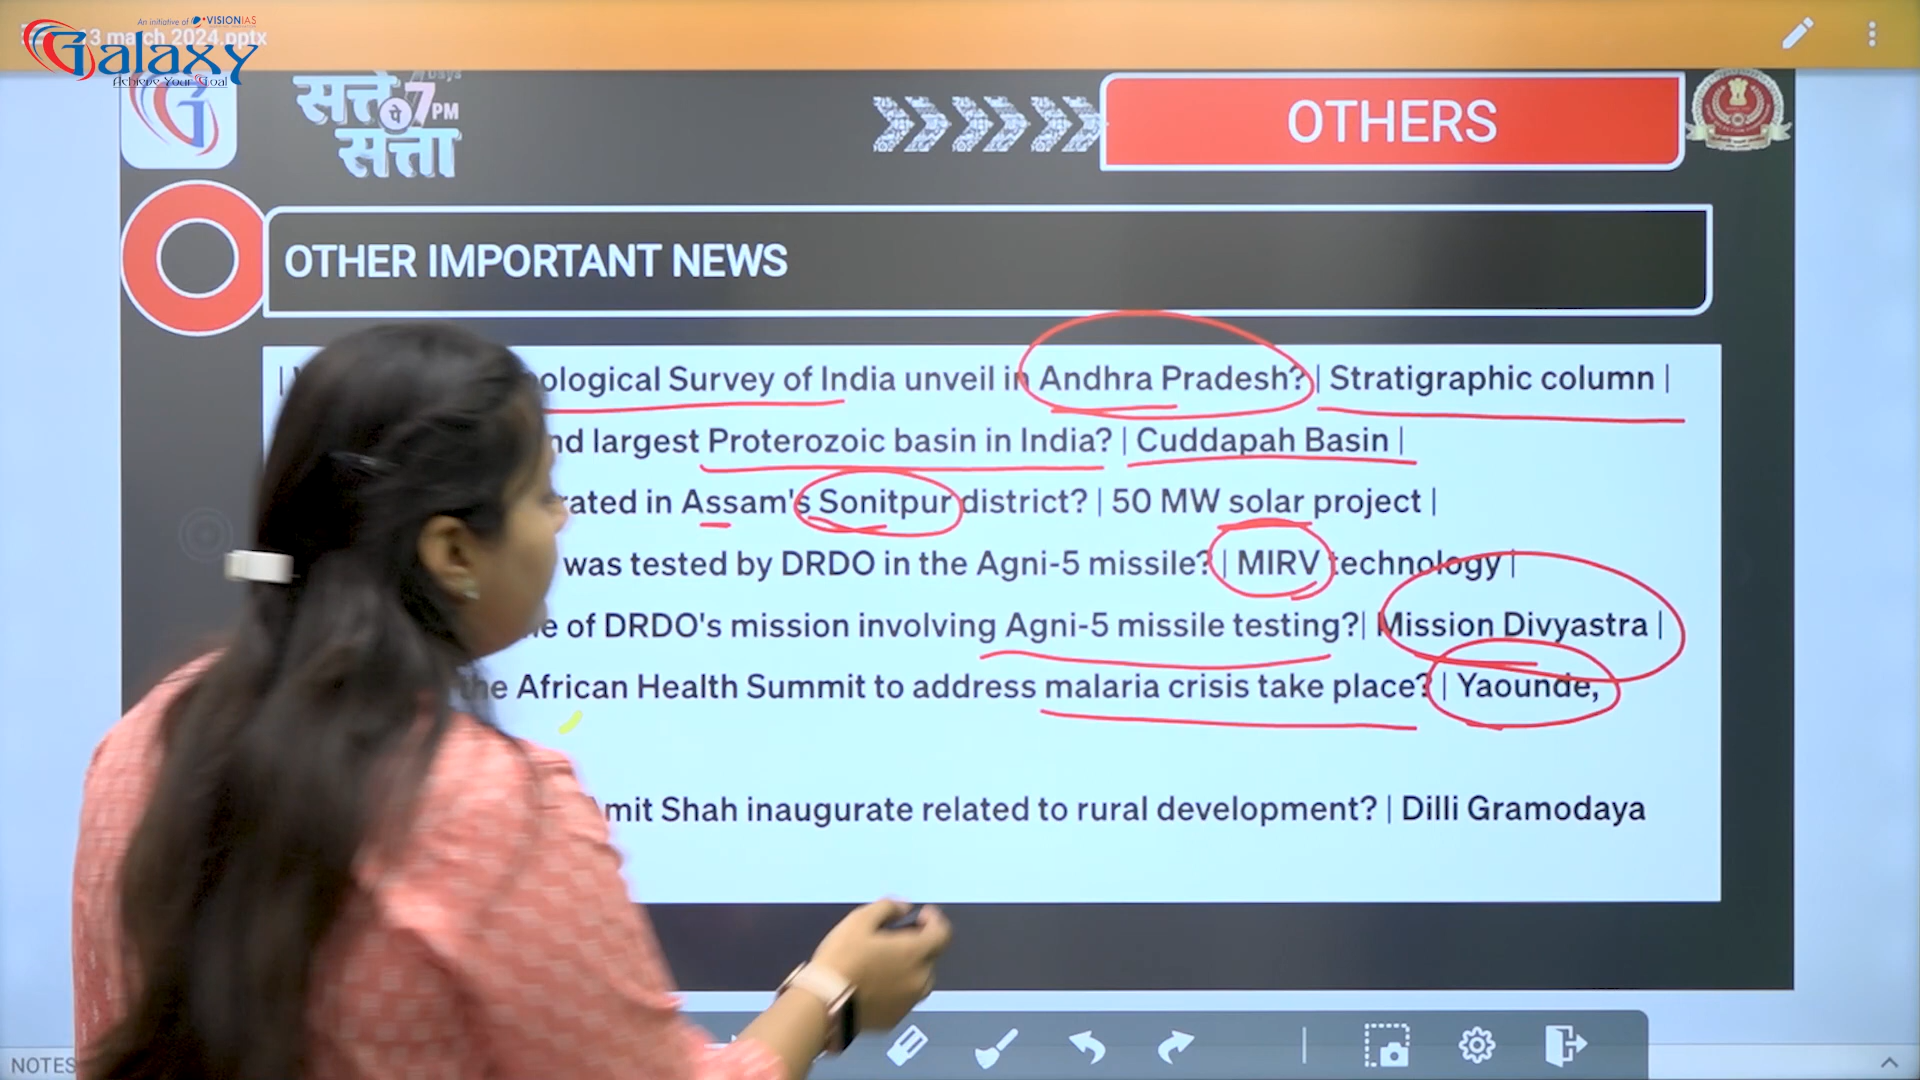 An initiative of VISIONIAS
Galaxy
Achieve Your Goal
3 march 2024.pptx
सत्ते पे सत्ता
7 Days
7 PM
OTHERS
OTHER IMPORTANT NEWS
ological Survey of India unveil in Andhra Pradesh? | Stratigraphic column |
nd largest Proterozoic basin in India? | Cuddapah Basin |
rated in Assam's Sonitpur district? | 50 MW solar project |
was tested by DRDO in the Agni-5 missile? | MIRV technology |
e of DRDO's mission involving Agni-5 missile testing? | Mission Divyastra |
the African Health Summit to address malaria crisis take place? | Yaounde,
Amit Shah inaugurate related to rural development? | Dilli Gramodaya
NOTES